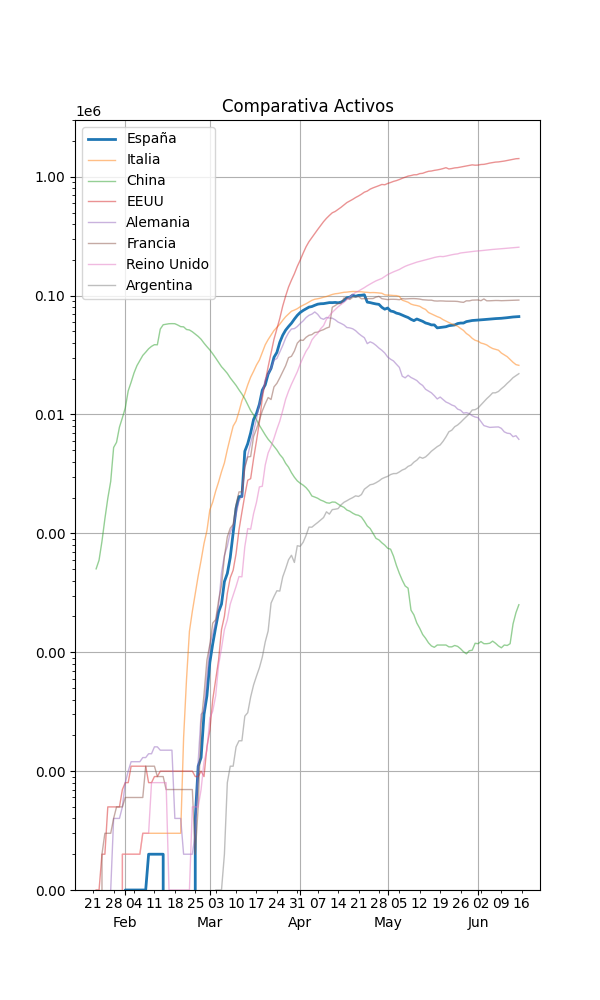 Comparativa Activos
1e6
España
Italia
China
EEUU
Alemania
Francia
Reino Unido
Argentina
1.00
0.10
0.01
0.00
0.00
0.00
0.00
21 28 04 11 18 25 03 10 17 24 31 07 14 21 28 05 12 19 26 02 09 16
Feb Mar Apr May Jun